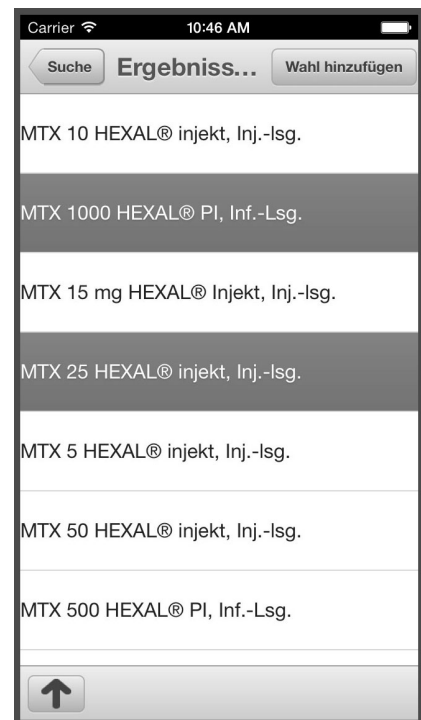 Carrier 10:46 AM
Suche Ergebniss... Wahl hinzufügen
MTX 10 HEXAL® injekt, Inj.-lsg.
MTX 1000 HEXAL® PI, Inf.-Lsg.
MTX 15 mg HEXAL® Injekt, Inj.-lsg.
MTX 25 HEXAL® injekt, Inj.-lsg.
MTX 5 HEXAL® injekt, Inj.-lsg.
MTX 50 HEXAL® injekt, Inj.-lsg.
MTX 500 HEXAL® PI, Inf.-Lsg.